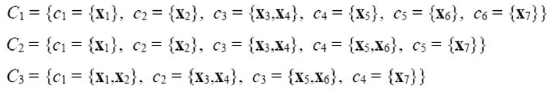 C₁ = {c₁ = {x₁}, c₂ = {x₂}, c₃ = {x₃,x₄}, c₄ = {x₅}, c₅ = {x₆}, c₆ = {x₇}}
C₂ = {c₁ = {x₁}, c₂ = {x₂}, c₃ = {x₃,x₄}, c₄ = {x₅,x₆}, c₅ = {x₇}}
C₃ = {c₁ = {x₁,x₂}, c₂ = {x₃,x₄}, c₃ = {x₅,x₆}, c₄ = {x₇}}